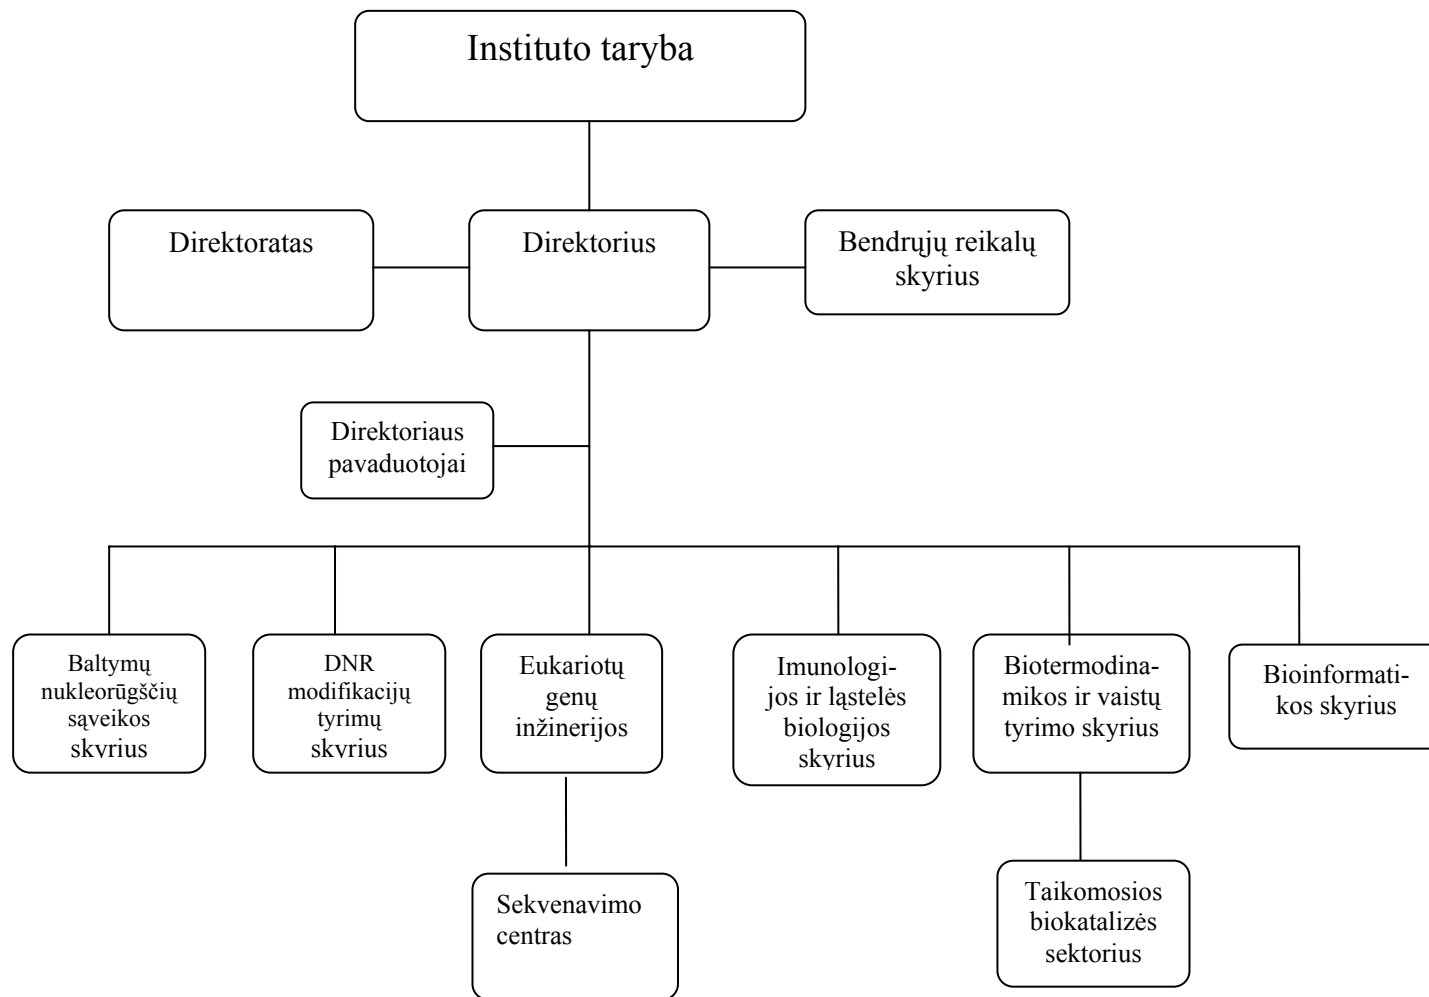 Instituto taryba
Direktoratas
Direktorius
Bendrųjų reikalų
skyrius
Direktoriaus
pavaduotojai
Baltymų
nukleorūgščių
sąveikos
skyrius
DNR
modifikacijų
tyrimų
skyrius
Eukariotų
genų
inžinerijos
Imunologi-
jos ir ląstelės
biologijos
skyrius
Biotermodina-
mikos ir vaistų
tyrimo skyrius
Bioinformati-
kos skyrius
Sekvenavimo
centras
Taikomosios
biokatalizės
sektorius